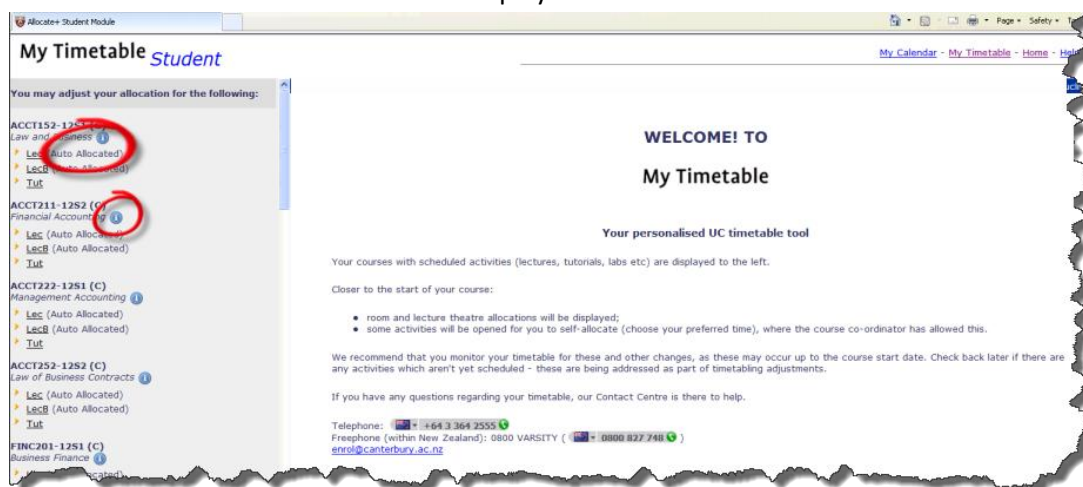 Allocate+ Student Module
Page Safety
My Timetable Student
My Calendar - My Timetable - Home - Help
You may adjust your allocation for the following:
ACCT152-12S1 (C)
Law and Business
Lec (Auto Allocated)
LecB (Auto Allocated)
Tut
ACCT211-12S2 (C)
Financial Accounting
Lec (Auto Allocated)
LecB (Auto Allocated)
Tut
ACCT222-12S1 (C)
Management Accounting
Lec (Auto Allocated)
LecB (Auto Allocated)
Tut
ACCT252-12S2 (C)
Law of Business Contracts
Lec (Auto Allocated)
LecB (Auto Allocated)
Tut
FINC201-12S1 (C)
Business Finance
WELCOME! TO
My Timetable
Your personalised UC timetable tool
Your courses with scheduled activities (lectures, tutorials, labs etc) are displayed to the left.
Closer to the start of your course:
• room and lecture theatre allocations will be displayed;
• some activities will be opened for you to self-allocate (choose your preferred time), where the course co-ordinator has allowed this.
We recommend that you monitor your timetable for these and other changes, as these may occur up to the course start date. Check back later if there are
any activities which aren't yet scheduled - these are being addressed as part of timetabling adjustments.
If you have any questions regarding your timetable, our Contact Centre is there to help.
Telephone: +64 3 364 2555
Freephone (within New Zealand): 0800 VARSITY ( 0800 827 748 )
enrol@canterbury.ac.nz